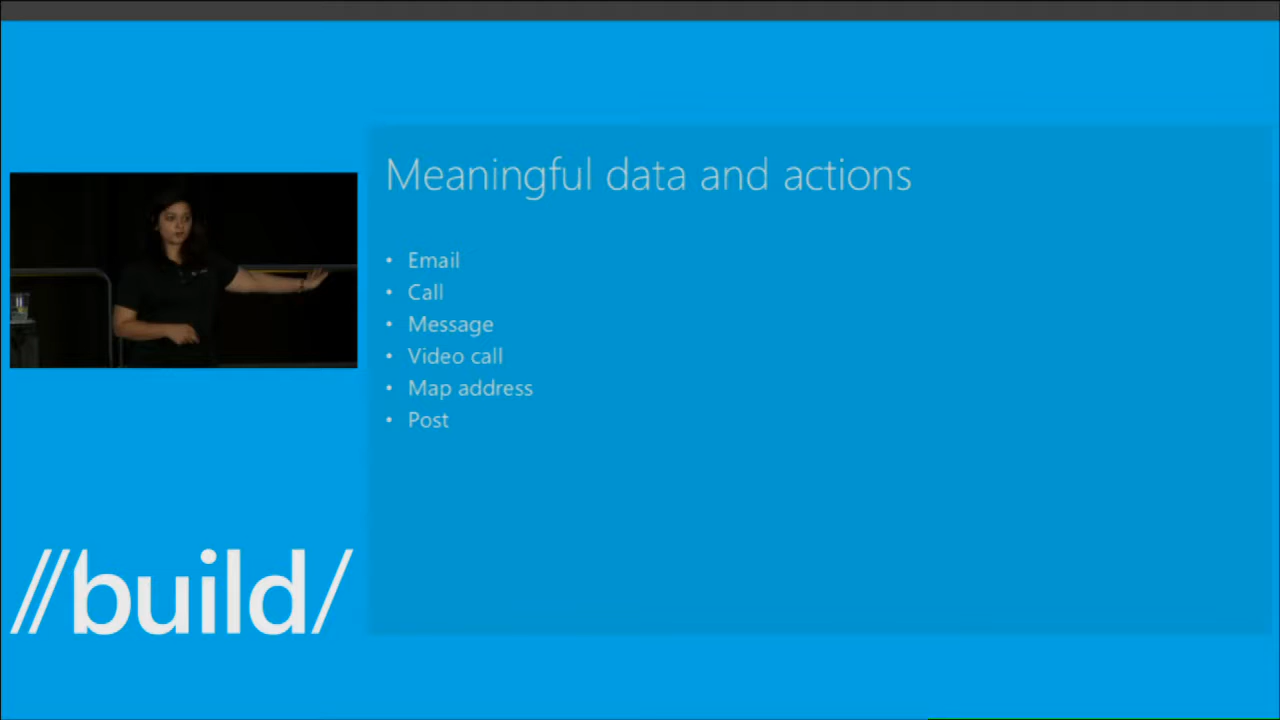 Meaningful data and actions
• Email
• Call
• Message
• Video call
• Map address
• Post
//build/